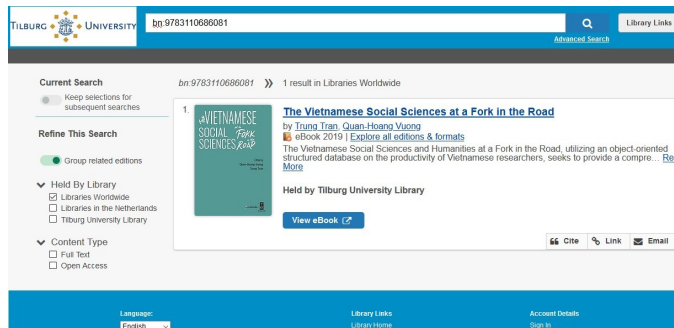 TILBURG UNIVERSITY
bn:9783110686081
Library Links
Advanced Search
Current Search
Keep selections for
subsequent searches
Refine This Search
Group related editions
Held By Library
Libraries Worldwide
Libraries in the Netherlands
Tilburg University Library
Content Type
Full Text
Open Access
bn:9783110686081 » 1 result in Libraries Worldwide
1.
VIETNAMESE
SOCIAL
SCIENCES
FORK
ROAD
The Vietnamese Social Sciences at a Fork in the Road
by Trung Tran, Quan-Hoang Vuong
eBook 2019 | Explore all editions & formats
The Vietnamese Social Sciences and Humanities at a Fork in the Road, utilizing an object-oriented
structured database on the productivity of Vietnamese researchers, seeks to provide a compre... Re
More
Held by Tilburg University Library
View eBook
Cite Link Email
Language:
English
Library Links
Library Home
Account Details
Sign In